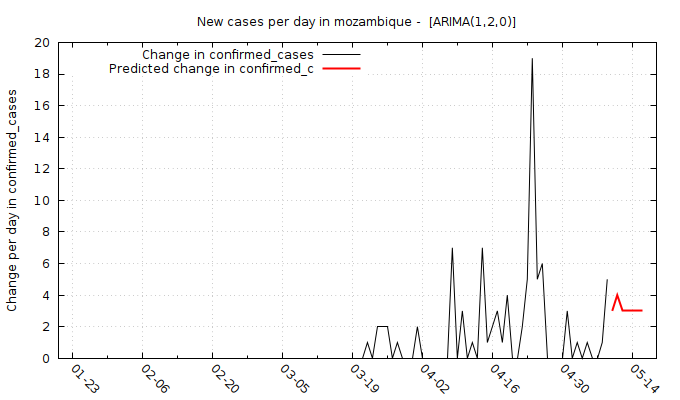 New cases per day in mozambique -  [ARIMA(1,2,0)]
Change in confirmed_cases
Predicted change in confirmed_c
Change per day in confirmed_cases
20
18
16
14
12
10
8
6
4
2
0
01-23 02-06 02-20 03-05 03-19 04-02 04-16 04-30 05-14